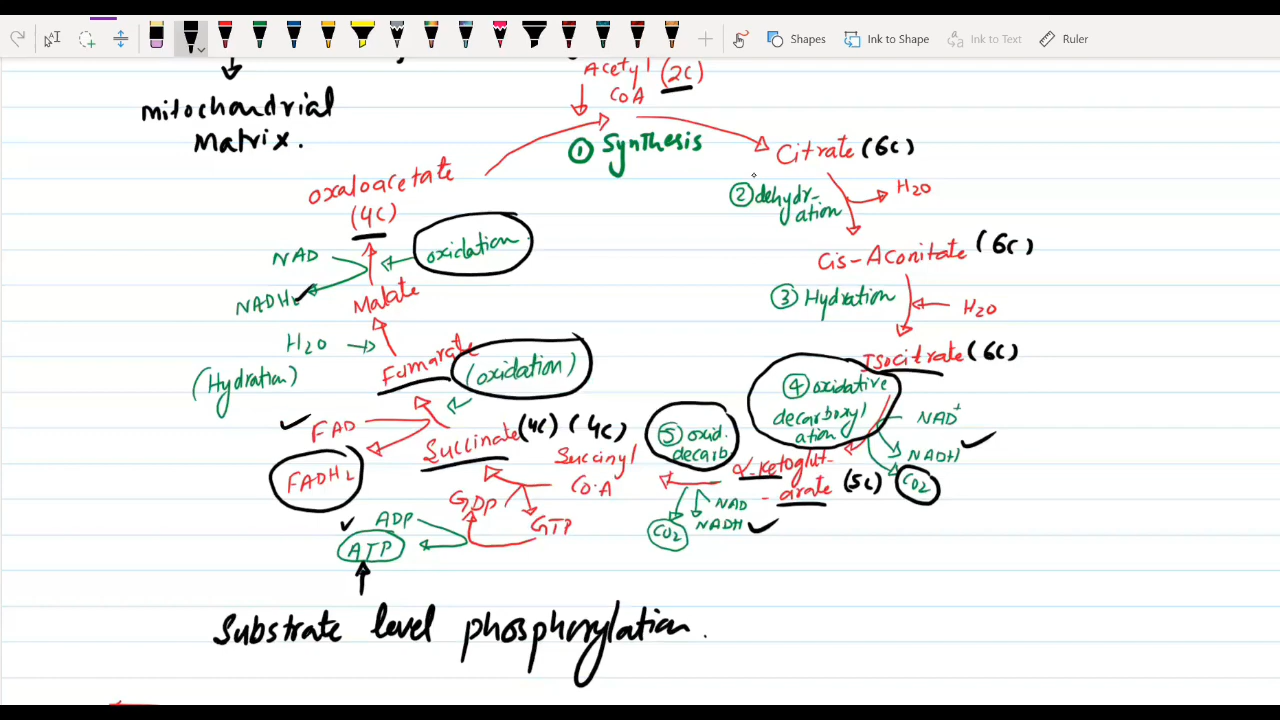 Shapes
Ink to Shape
Ink to Text
Ruler
mitochondrial
Matrix.
Acetyl (2C)
CoA
① Synthesis
Citrate (6C)
② dehydr-
ation
H2O
Cis-Aconitate (6C)
③ Hydration
H2O
Isocitrate (6C)
④ oxidative
decarboxyl
ation
NAD+
NADH
CO2
α-ketoglut-
-arate (5C)
⑤ oxid.
decarb.
NAD
NADH
CO2
Succinyl
CoA
(4C)
GDP
GTP
ADP
ATP
Succinate (4C)
FAD
FADH2
(oxidation)
Fumarate
H2O
(Hydration)
Malate
oxidation
NAD
NADH2
oxaloacetate
(4C)
Substrate level phosphorylation.